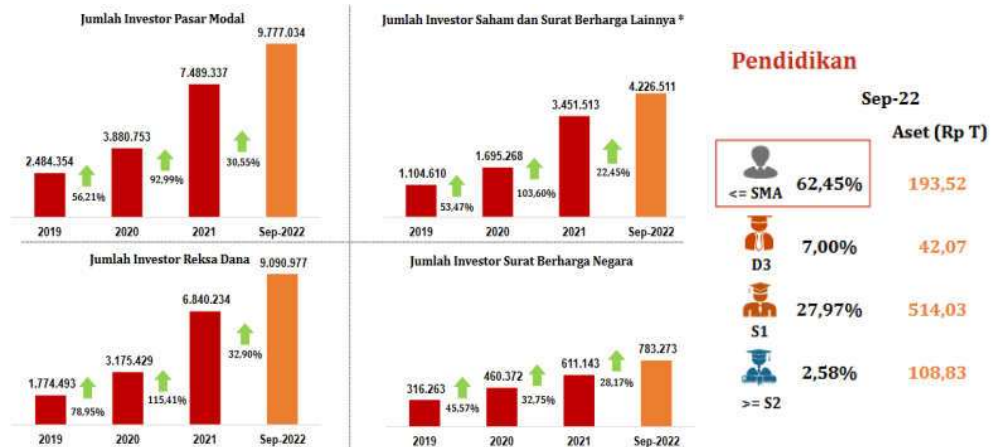 Jumlah Investor Pasar Modal
9.777.034
7.489.337
3.880.753
2.484.354
30,55%
92,99%
56,21%
2019
2020
2021
Sep-2022
Jumlah Investor Saham dan Surat Berharga Lainnya *
4.226.511
3.451.513
1.695.268
1.104.610
22,45%
103,60%
53,47%
2019
2020
2021
Sep-2022
Jumlah Investor Reksa Dana
9.090.977
6.840.234
3.175.429
1.774.493
32,90%
115,41%
78,95%
2019
2020
2021
Sep-2022
Jumlah Investor Surat Berharga Negara
783.273
611.143
460.372
316.263
28,17%
32,75%
45,57%
2019
2020
2021
Sep-2022
Pendidikan
Sep-22
Aset (Rp T)
<= SMA 62,45% 193,52
D3 7,00% 42,07
S1 27,97% 514,03
>= S2 2,58% 108,83